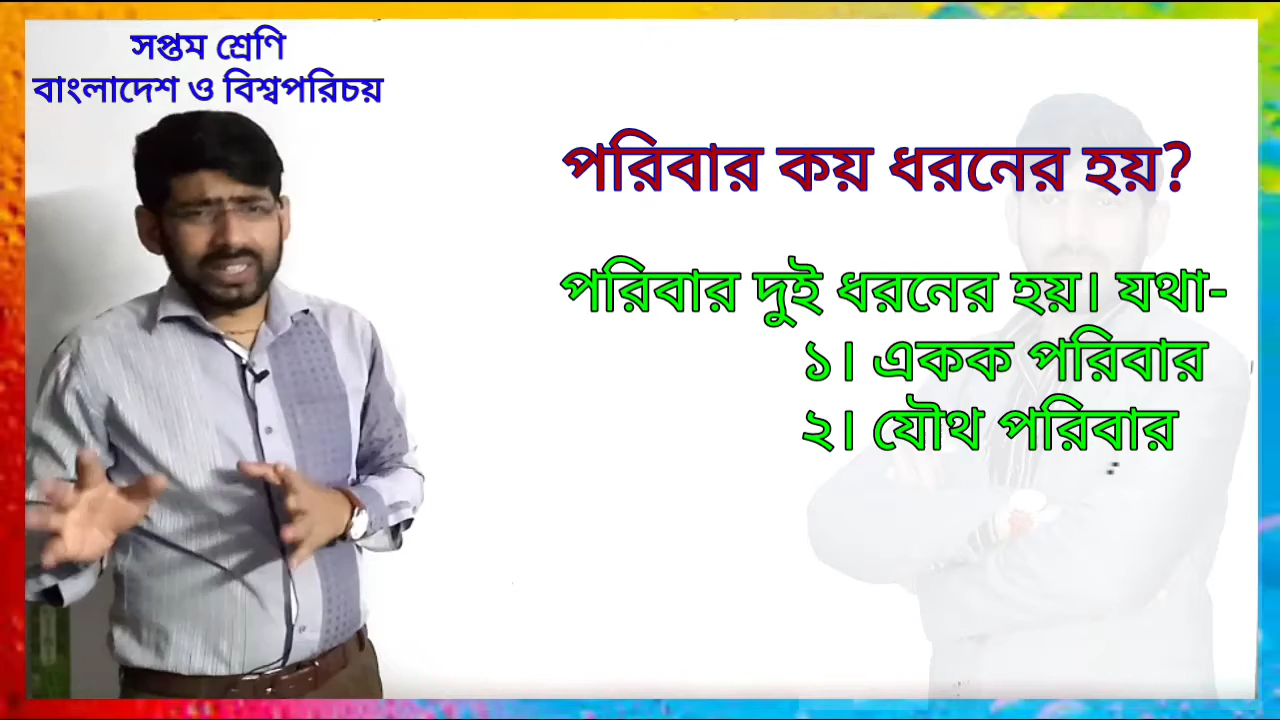 সপ্তম শ্রেণি
বাংলাদেশ ও বিশ্বপরিচয়
পরিবার কয় ধরনের হয়?
পরিবার দুই ধরনের হয়। যথা-
১। একক পরিবার
২। যৌথ পরিবার